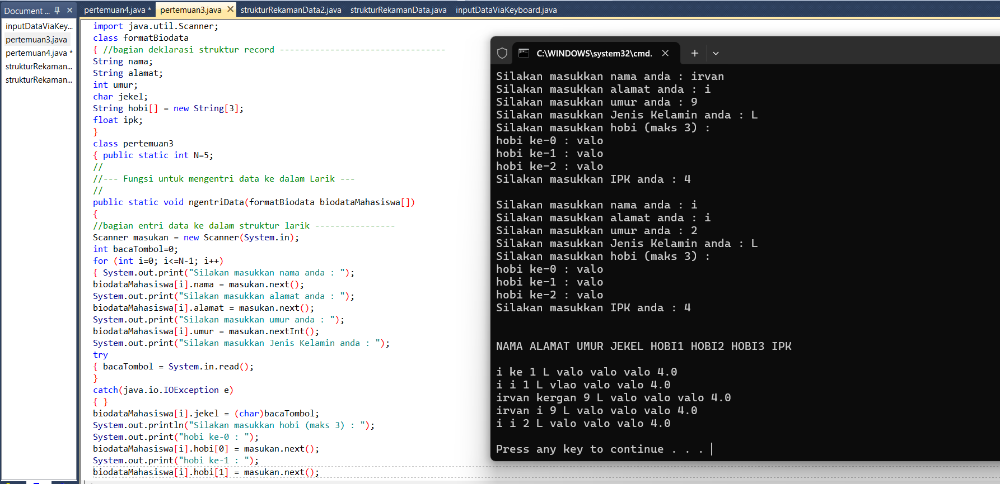 Document ...
pertemuan4.java *
pertemuan3.java
strukturRekamanData2.java
strukturRekamanData.java
inputDataViaKeyboard.java
inputDataViaKey...
pertemuan3.java
pertemuan4.java *
strukturRekaman...
strukturRekaman...
import java.util.Scanner;
class formatBiodata
{ //bagian deklarasi struktur record ---------------------------------
String nama;
String alamat;
int umur;
char jekel;
String hobi[] = new String[3];
float ipk;
}
class pertemuan3
{ public static int N=5;
//
//--- Fungsi untuk mengentri data ke dalam Larik ---
//
public static void ngentriData(formatBiodata biodataMahasiswa[])
{
//bagian entri data ke dalam struktur larik ----------------
Scanner masukan = new Scanner(System.in);
int bacaTombol=0;
for (int i=0; i<=N-1; i++)
{ System.out.print("Silakan masukkan nama anda : ");
biodataMahasiswa[i].nama = masukan.next();
System.out.print("Silakan masukkan alamat anda : ");
biodataMahasiswa[i].alamat = masukan.next();
System.out.print("Silakan masukkan umur anda : ");
biodataMahasiswa[i].umur = masukan.nextInt();
System.out.print("Silakan masukkan Jenis Kelamin anda : ");
try
{ bacaTombol = System.in.read();
}
catch(java.io.IOException e)
{ }
biodataMahasiswa[i].jekel = (char)bacaTombol;
System.out.println("Silakan masukkan hobi (maks 3) : ");
System.out.print("hobi ke-0 : ");
biodataMahasiswa[i].hobi[0] = masukan.next();
System.out.print("hobi ke-1 : ");
biodataMahasiswa[i].hobi[1] = masukan.next();
C:\WINDOWS\system32\cmd.
Silakan masukkan nama anda : irvan
Silakan masukkan alamat anda : i
Silakan masukkan umur anda : 9
Silakan masukkan Jenis Kelamin anda : L
Silakan masukkan hobi (maks 3) :
hobi ke-0 : valo
hobi ke-1 : valo
hobi ke-2 : valo
Silakan masukkan IPK anda : 4
Silakan masukkan nama anda : i
Silakan masukkan alamat anda : i
Silakan masukkan umur anda : 2
Silakan masukkan Jenis Kelamin anda : L
Silakan masukkan hobi (maks 3) :
hobi ke-0 : valo
hobi ke-1 : valo
hobi ke-2 : valo
Silakan masukkan IPK anda : 4
NAMA ALAMAT UMUR JEKEL HOBI1 HOBI2 HOBI3 IPK
i ke 1 L valo valo valo 4.0
i i 1 L vlao valo valo 4.0
irvan kergan 9 L valo valo valo 4.0
irvan i 9 L valo valo valo 4.0
i i 2 L valo valo valo 4.0
Press any key to continue . . .